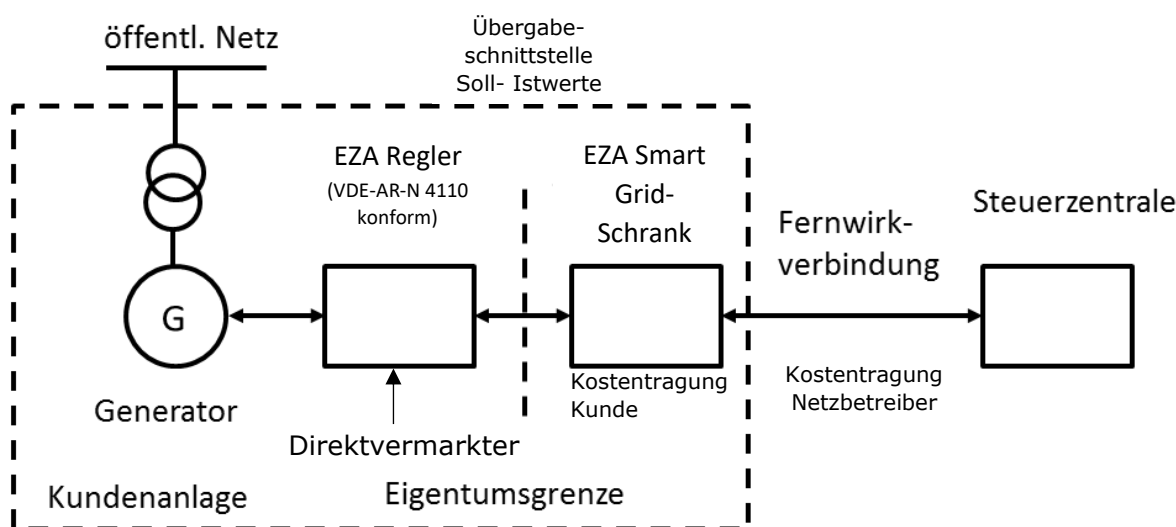 öffentl. Netz
Übergabe-
schnittstelle
Soll- Istwerte
EZA Regler
(VDE-AR-N 4110
konform)
EZA Smart
Grid-
Schrank
Fernwirk-
verbindung
Steuerzentrale
G
Generator
Direktvermarkter
Kostentragung
Kunde
Kostentragung
Netzbetreiber
Kundenanlage
Eigentumsgrenze